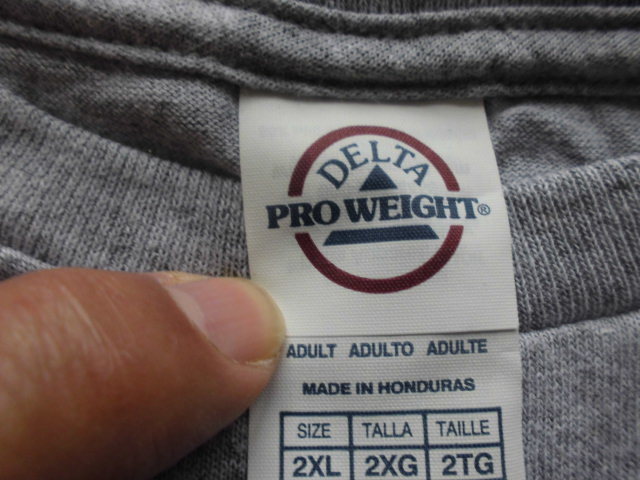 DELTA
PRO WEIGHT®
ADULT ADULTO ADULTE
MADE IN HONDURAS
SIZE TALLA TAILLE
2XL 2XG 2TG